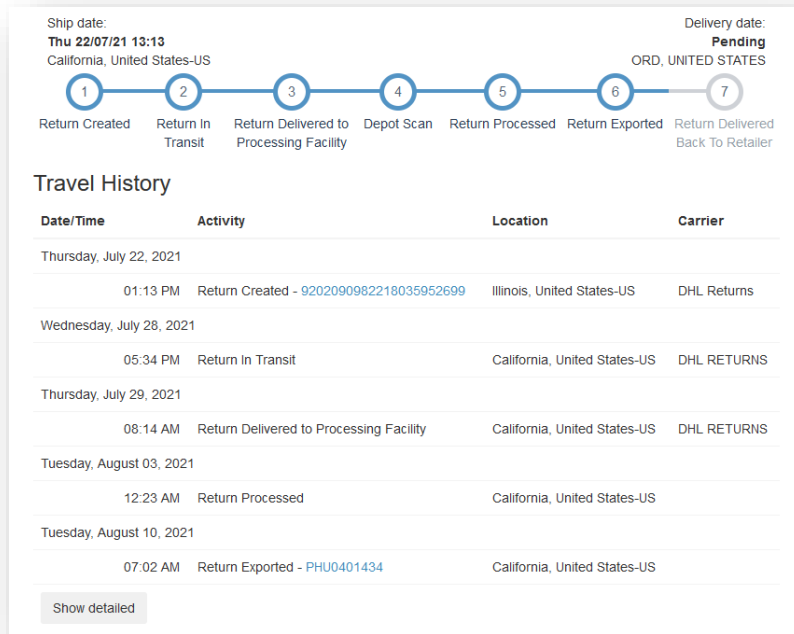 Ship date:
Thu 22/07/21 13:13
California, United States-US
Delivery date:
Pending
ORD, UNITED STATES
1 2 3 4 5 6 7
Return Created
Return In
Transit
Return Delivered to
Processing Facility
Depot Scan
Return Processed
Return Exported
Return Delivered
Back To Retailer
Travel History
Date/Time Activity Location Carrier
Thursday, July 22, 2021
01:13 PM Return Created - 9202090982218035952699 Illinois, United States-US DHL Returns
Wednesday, July 28, 2021
05:34 PM Return In Transit California, United States-US DHL RETURNS
Thursday, July 29, 2021
08:14 AM Return Delivered to Processing Facility California, United States-US DHL RETURNS
Tuesday, August 03, 2021
12:23 AM Return Processed California, United States-US
Tuesday, August 10, 2021
07:02 AM Return Exported - PHU0401434 California, United States-US
Show detailed